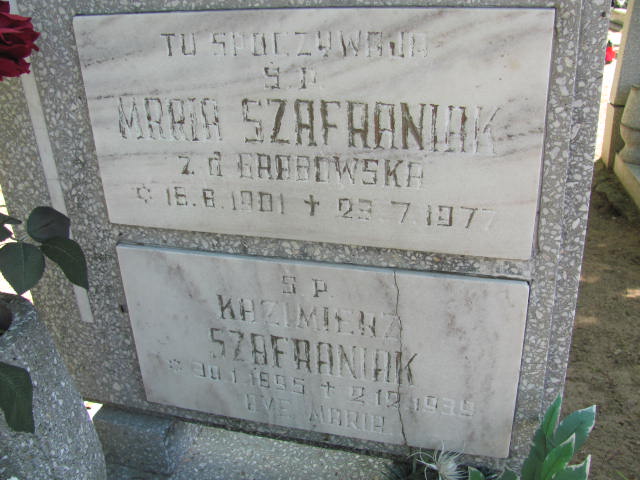 TU SPOCZYWAJĄ
Ś.P.
MARIA SZAFRANIAK
z d. GRABOWSKA
* 15.8.1901 + 23.7.1977
Ś.P.
KAZIMIERZ
SZAFRANIAK
* 30.1.1895 + 2.12.1939
AVE MARIA